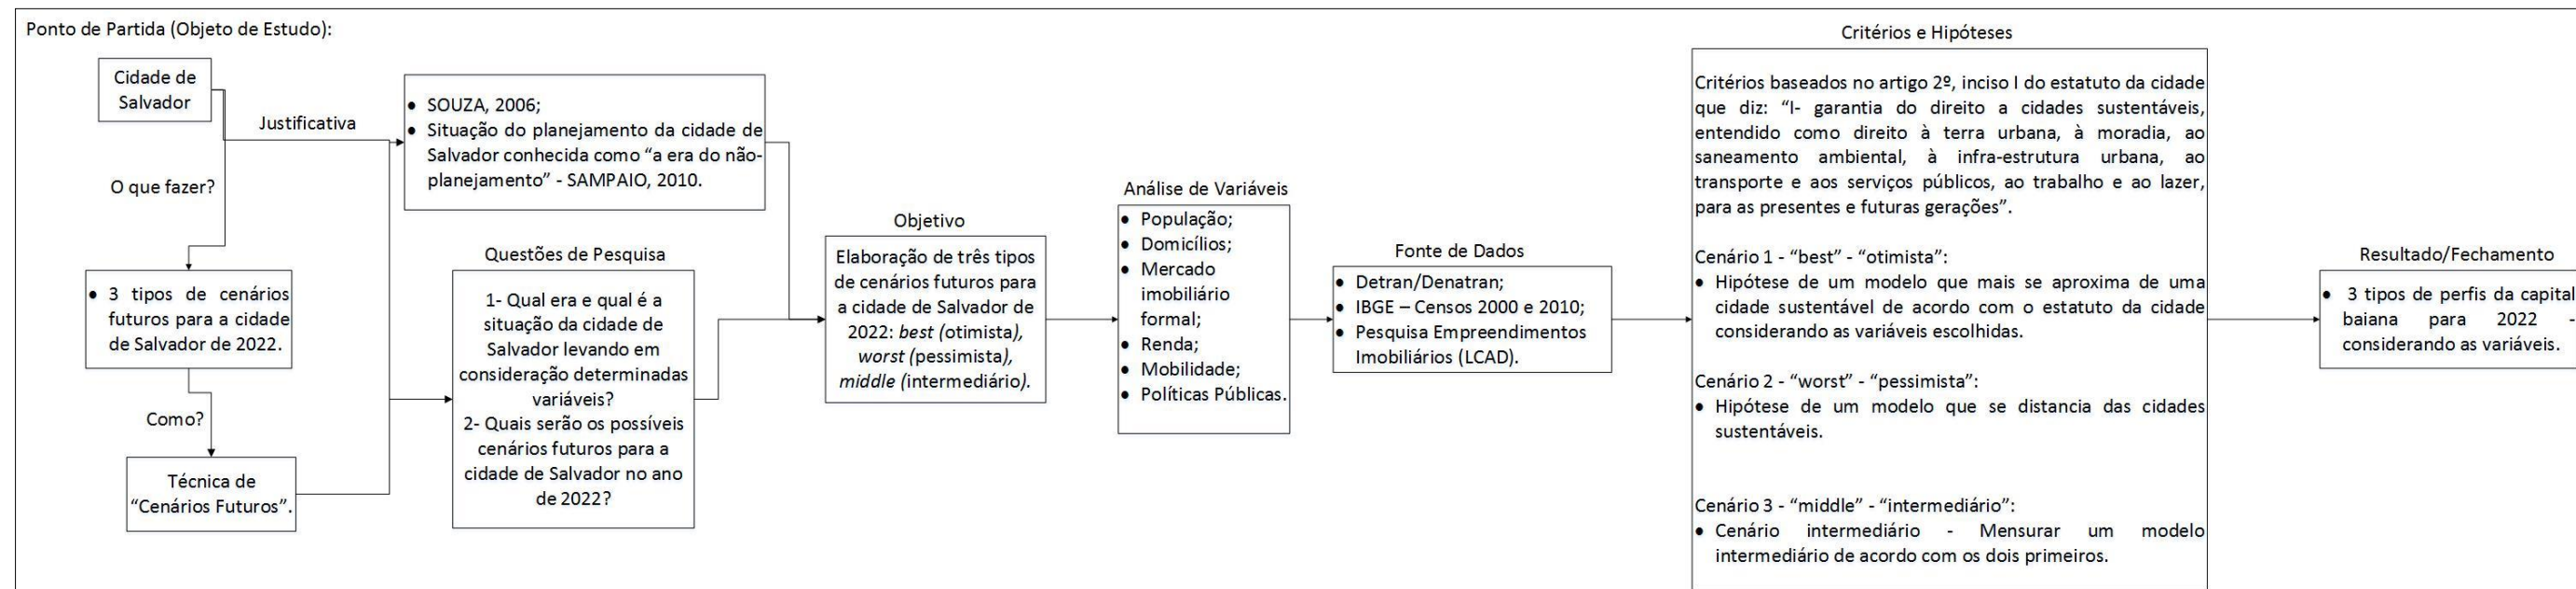 Ponto de Partida (Objeto de Estudo):
Cidade de
Salvador
O que fazer?
● 3 tipos de cenários
futuros para a cidade
de Salvador de 2022.
Como?
Técnica de
“Cenários Futuros”.
Justificativa
● SOUZA, 2006;
● Situação do planejamento da cidade de
Salvador conhecida como “a era do não-
planejamento” - SAMPAIO, 2010.
Questões de Pesquisa
1- Qual era e qual é a
situação da cidade de
Salvador levando em
consideração determinadas
variáveis?
2- Quais serão os possíveis
cenários futuros para a
cidade de Salvador no ano
de 2022?
Objetivo
Elaboração de três tipos
de cenários futuros para
a cidade de Salvador de
2022: best (otimista),
worst (pessimista),
middle (intermediário).
Análise de Variáveis
● População;
● Domicílios;
● Mercado
imobiliário
formal;
● Renda;
● Mobilidade;
● Políticas Públicas.
Fonte de Dados
● Detran/Denatran;
● IBGE – Censos 2000 e 2010;
● Pesquisa Empreendimentos
Imobiliários (LCAD).
Critérios e Hipóteses
Critérios baseados no artigo 2º, inciso I do estatuto da cidade
que diz: “I- garantia do direito a cidades sustentáveis,
entendido como direito à terra urbana, à moradia, ao
saneamento ambiental, à infra-estrutura urbana, ao
transporte e aos serviços públicos, ao trabalho e ao lazer,
para as presentes e futuras gerações”.
Cenário 1 - “best” - “otimista”:
● Hipótese de um modelo que mais se aproxima de uma
cidade sustentável de acordo com o estatuto da cidade
considerando as variáveis escolhidas.
Cenário 2 - “worst” - “pessimista”:
● Hipótese de um modelo que se distancia das cidades
sustentáveis.
Cenário 3 - “middle” - “intermediário”:
● Cenário intermediário - Mensurar um modelo
intermediário de acordo com os dois primeiros.
Resultado/Fechamento
● 3 tipos de perfis da capital
baiana para 2022 -
considerando as variáveis.